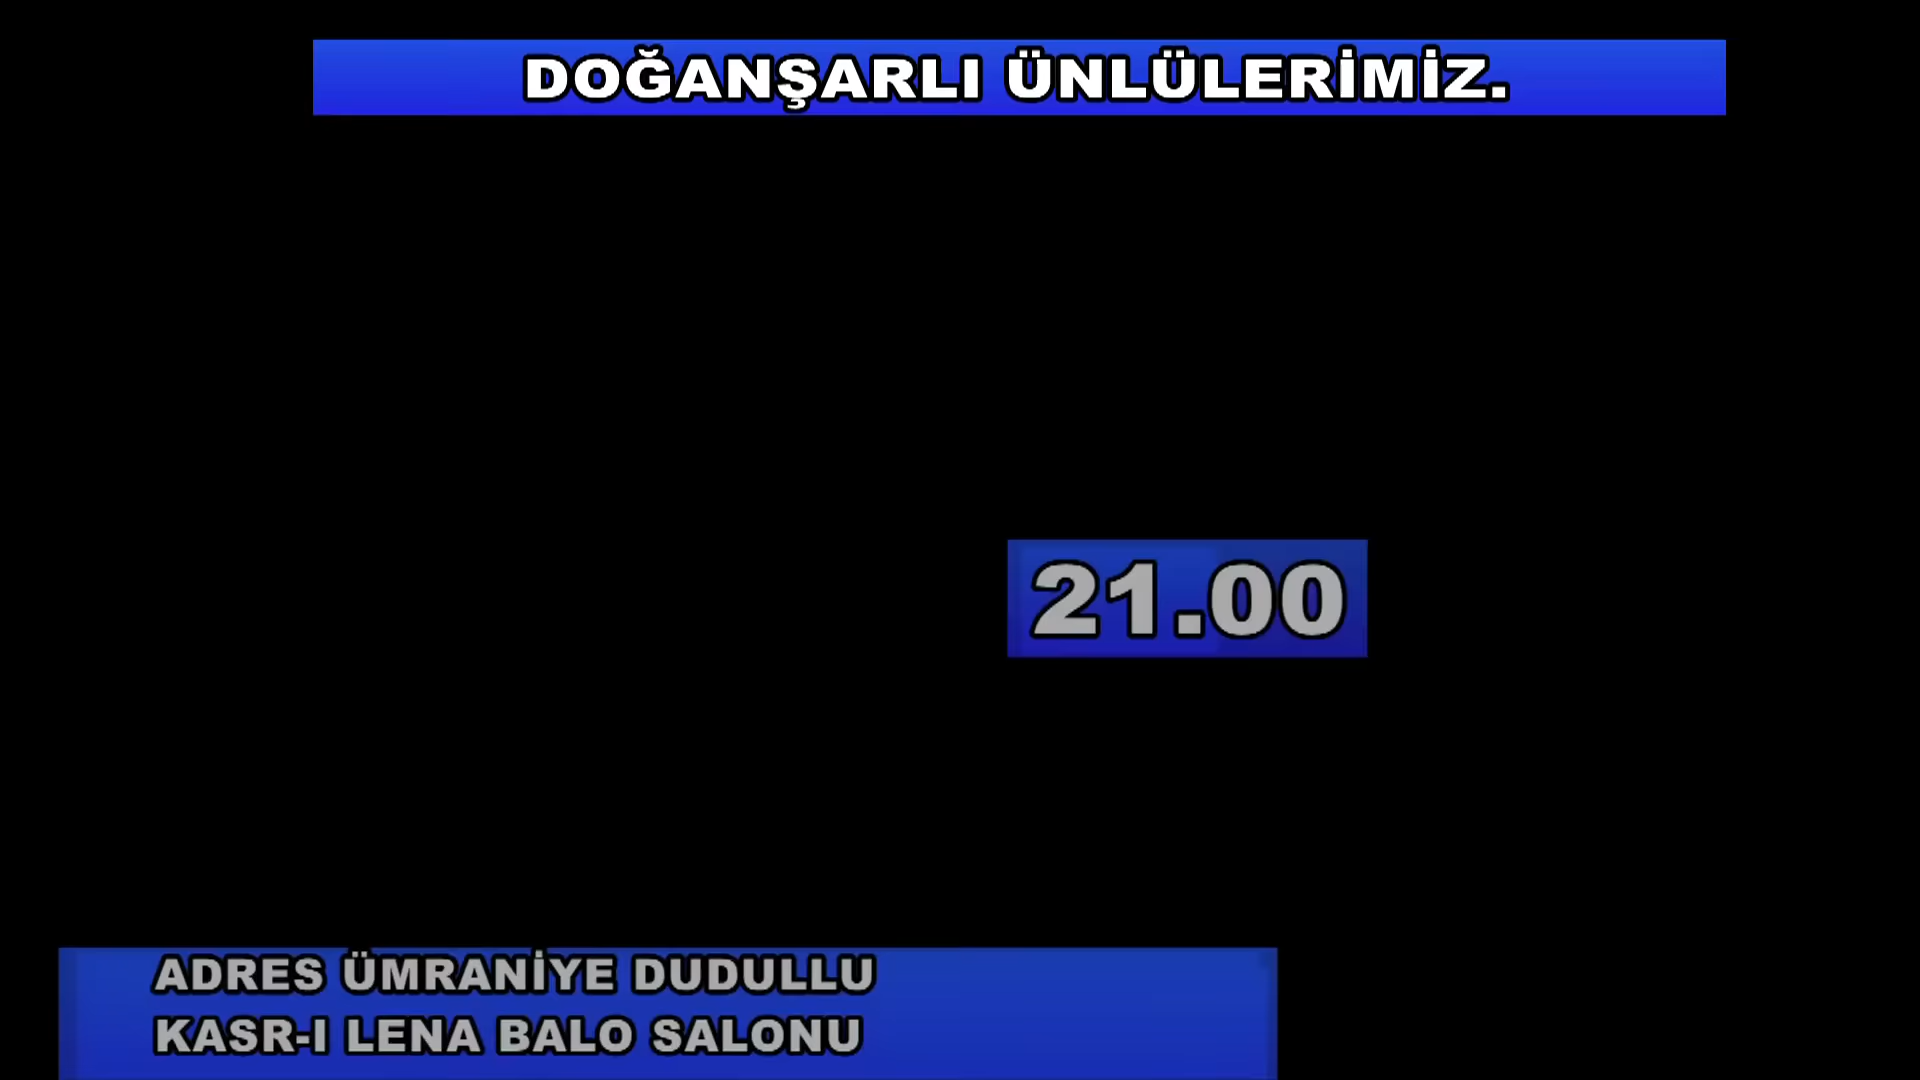 DOĞANŞARLI ÜNLÜLERİMİZ.
21.00
ADRES ÜMRANİYE DUDULLU
KASR-I LENA BALO SALONU